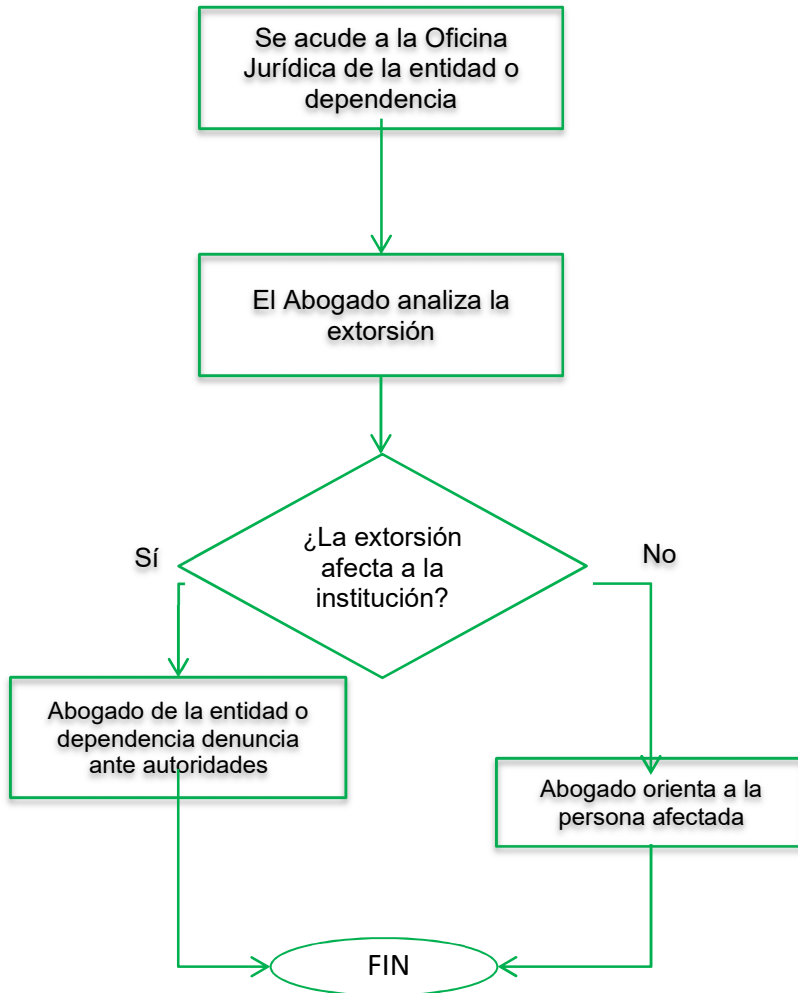 Se acude a la Oficina
Jurídica de la entidad o
dependencia
El Abogado analiza la
extorsión
¿La extorsión
afecta a la
institución?
Sí
No
Abogado de la entidad o
dependencia denuncia
ante autoridades
Abogado orienta a la
persona afectada
FIN